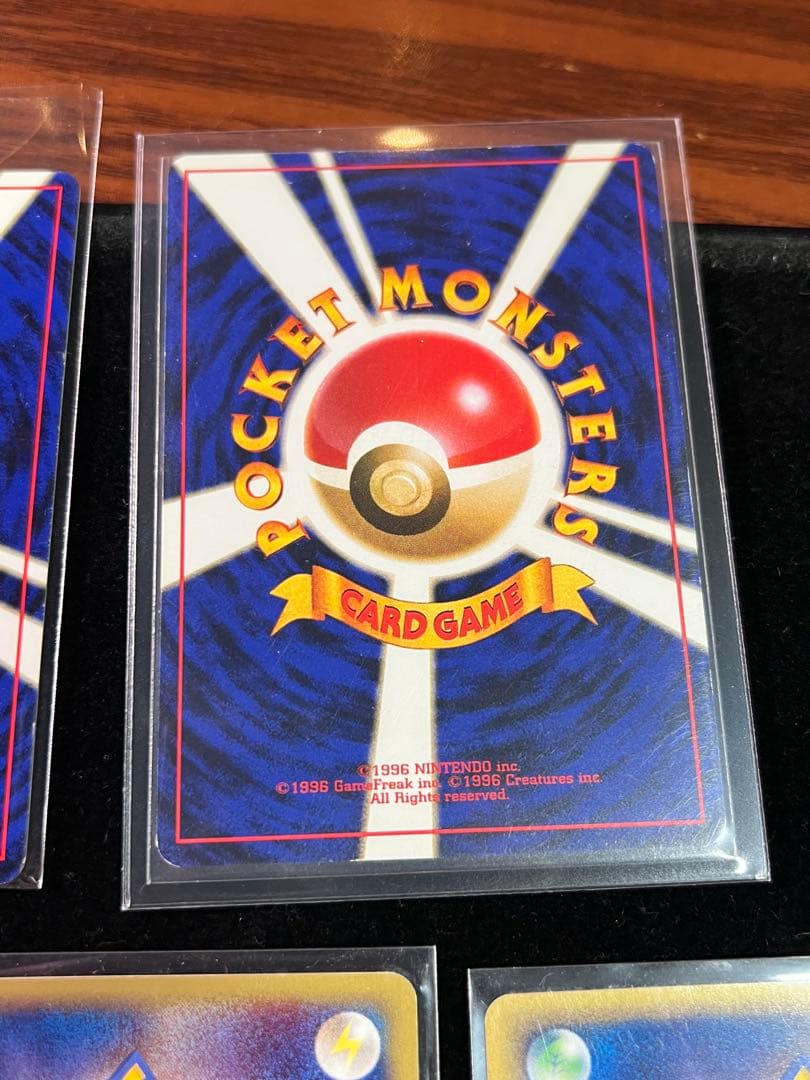 POCKET MONSTERS
CARD GAME
©1996 NINTENDO inc.
©1996 GameFreak inc. ©1996 Creatures inc.
All Rights reserved.